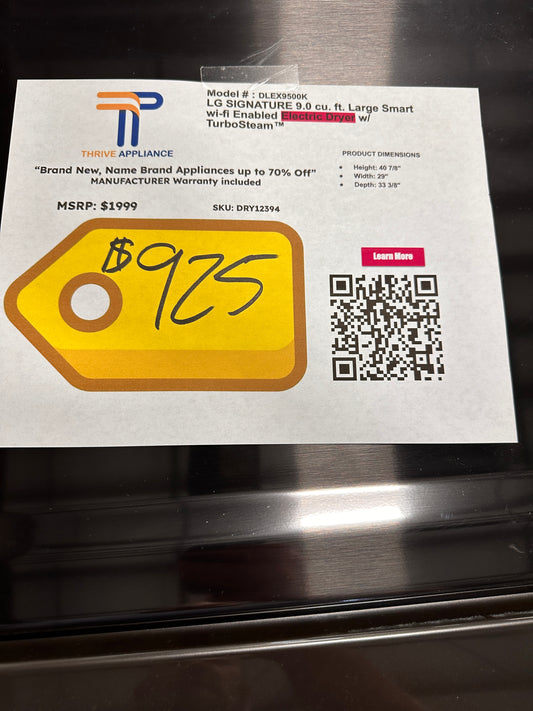 Model # : DLEX9500K
LG SIGNATURE 9.0 cu. ft. Large Smart
wi-fi Enabled Electric Dryer w/
TurboSteam™
THRIVE APPLIANCE
"Brand New, Name Brand Appliances up to 70% Off"
MANUFACTURER Warranty included
MSRP: $1999
SKU: DRY12394
$925
PRODUCT DIMENSIONS
• Height: 40 7/8"
• Width: 29"
• Depth: 33 3/8"
Learn More